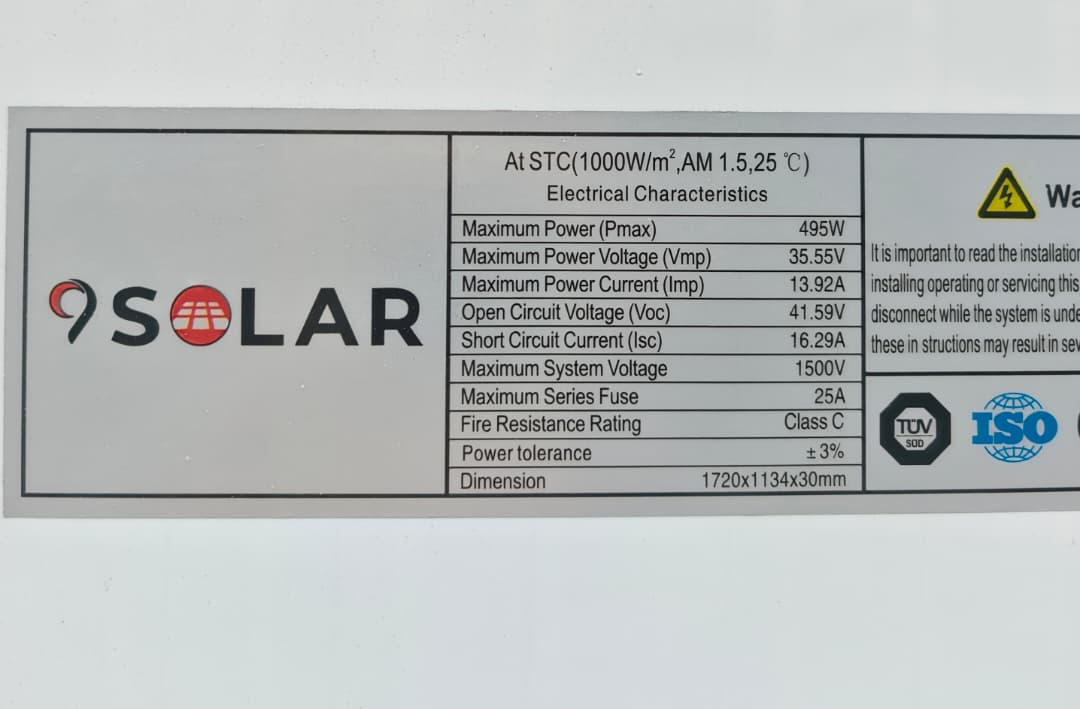 9 SOLAR
At STC(1000W/m²,AM 1.5,25 ℃)
Electrical Characteristics
Maximum Power (Pmax) 495W
Maximum Power Voltage (Vmp) 35.55V
Maximum Power Current (Imp) 13.92A
Open Circuit Voltage (Voc) 41.59V
Short Circuit Current (Isc) 16.29A
Maximum System Voltage 1500V
Maximum Series Fuse 25A
Fire Resistance Rating Class C
Power tolerance ± 3%
Dimension 1720x1134x30mm
It is important to read the
installing operating or servicing this
disconnect while the system is
these in structions may result in
TÜV
SÜD
ISO